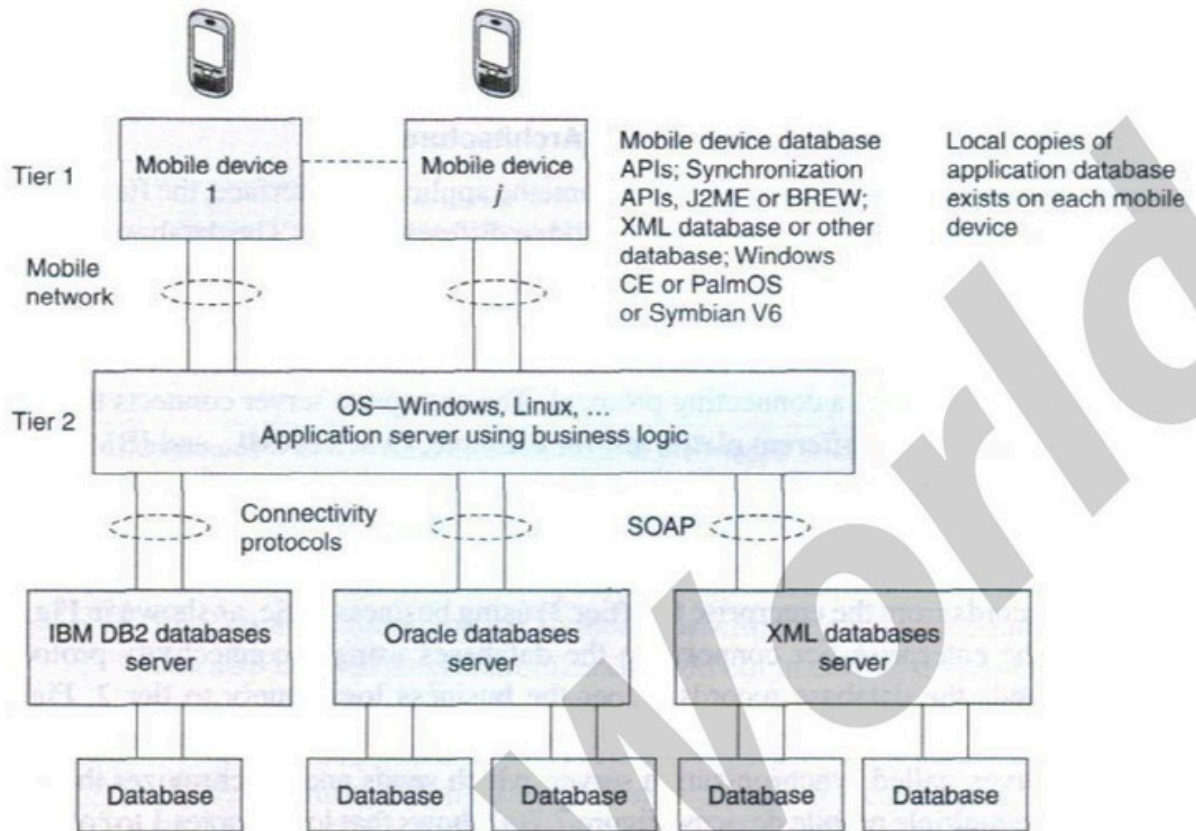 Tier 1
Mobile device
1
Mobile device
j
Mobile device database
APIs; Synchronization
APIs, J2ME or BREW;
XML database or other
database; Windows
CE or PalmOS
or Symbian V6
Local copies of
application database
exists on each mobile
device
Mobile
network
Tier 2
OS—Windows, Linux, ...
Application server using business logic
Connectivity
protocols
SOAP
IBM DB2 databases
server
Oracle databases
server
XML databases
server
Database
Database
Database
Database
Database
World